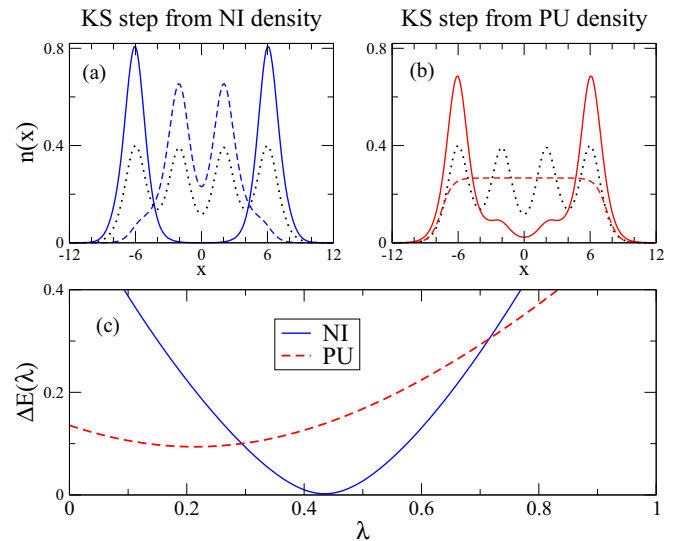 KS step from NI density KS step from PU density
0.8
(a) (b)
n(x)
0.4
0 0
-12 -6 0 6 12 -12 -6 0 6 12
x x
0.4
(c)
NI
PU
ΔE(λ)
0.2
0
0 0.2 0.4 0.6 0.8 1
λ